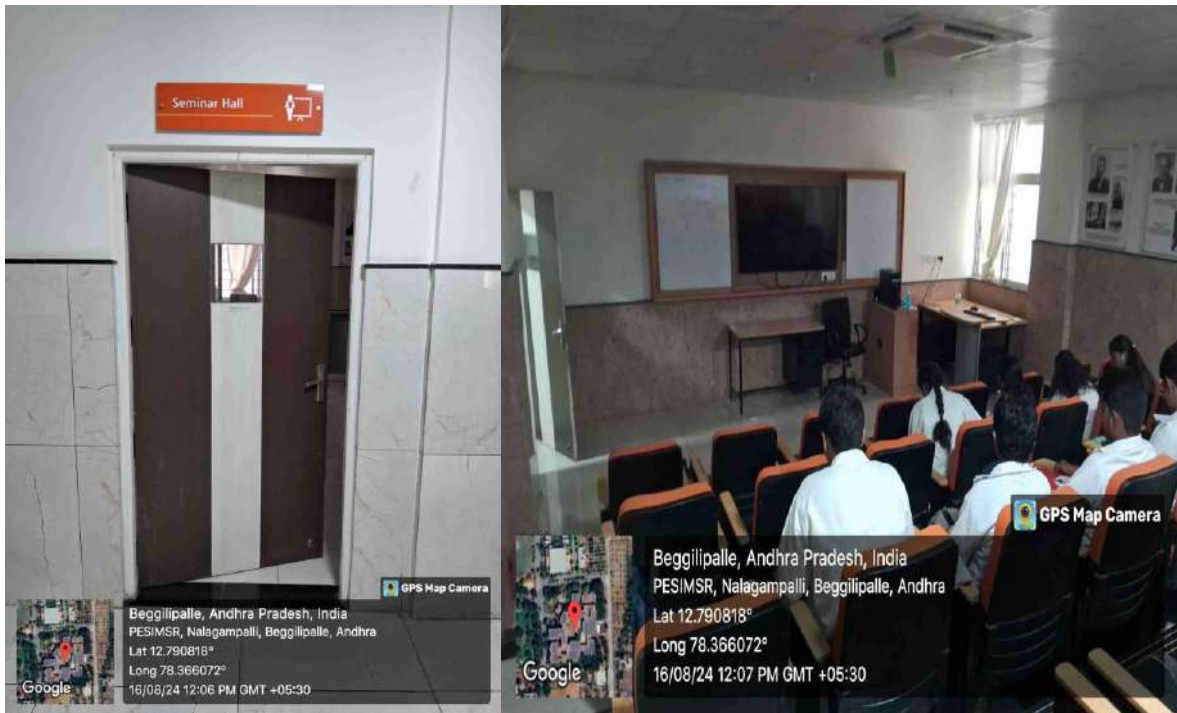 Seminar Hall
GPS Map Camera
Beggilipalle, Andhra Pradesh, India
PESIMSR, Nalagampalli, Beggilipalle, Andhra
Lat 12.790818°
Long 78.366072°
16/08/24 12:06 PM GMT +05:30
Google
GPS Map Camera
Beggilipalle, Andhra Pradesh, India
PESIMSR, Nalagampalli, Beggilipalle, Andhra
Lat 12.790818°
Long 78.366072°
16/08/24 12:07 PM GMT +05:30
Google